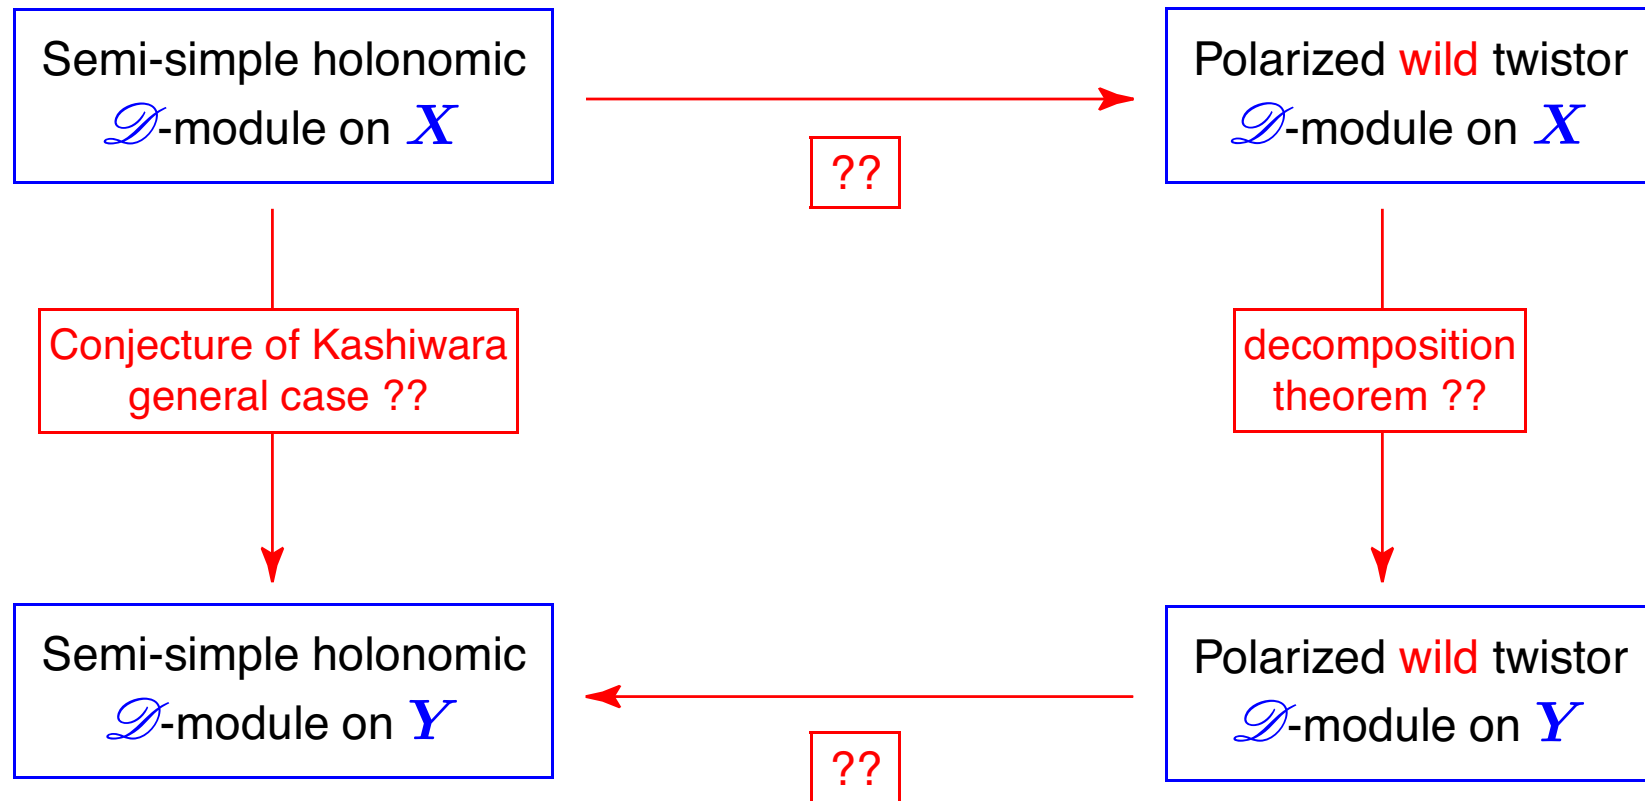 Semi-simple holonomic
𝒟-module on X
Polarized wild twistor
𝒟-module on X
??
Conjecture of Kashiwara
general case ??
decomposition
theorem ??
Semi-simple holonomic
𝒟-module on Y
Polarized wild twistor
𝒟-module on Y
??